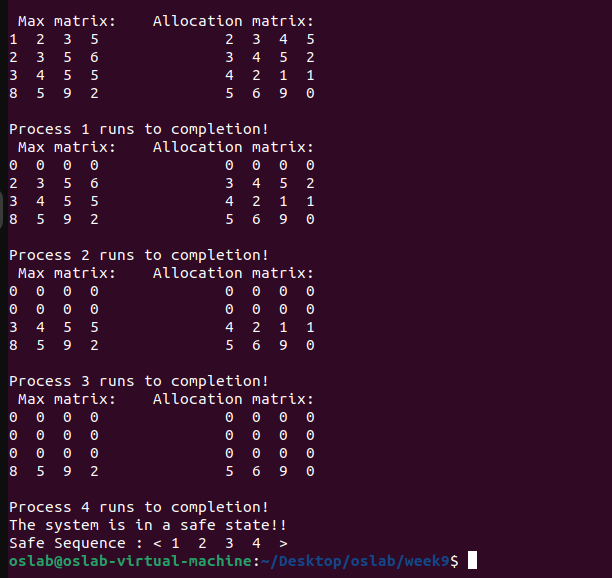 Max matrix:    Allocation matrix:
1  2  3  5              2  3  4  5
2  3  5  6              3  4  5  2
3  4  5  5              4  2  1  1
8  5  9  2              5  6  9  0

Process 1 runs to completion!
 Max matrix:    Allocation matrix:
0  0  0  0              0  0  0  0
2  3  5  6              3  4  5  2
3  4  5  5              4  2  1  1
8  5  9  2              5  6  9  0

Process 2 runs to completion!
 Max matrix:    Allocation matrix:
0  0  0  0              0  0  0  0
0  0  0  0              0  0  0  0
3  4  5  5              4  2  1  1
8  5  9  2              5  6  9  0

Process 3 runs to completion!
 Max matrix:    Allocation matrix:
0  0  0  0              0  0  0  0
0  0  0  0              0  0  0  0
0  0  0  0              0  0  0  0
8  5  9  2              5  6  9  0

Process 4 runs to completion!
The system is in a safe state!!
Safe Sequence : < 1  2  3  4  >
oslab@oslab-virtual-machine:~/Desktop/oslab/week9$